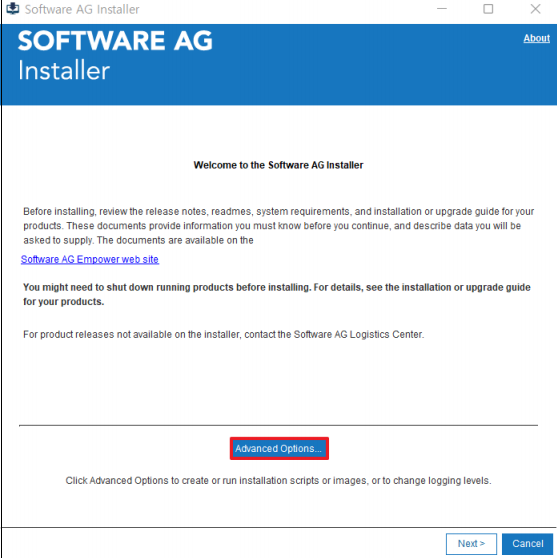 Software AG Installer
SOFTWARE AG
Installer
About
Welcome to the Software AG Installer
Before installing, review the release notes, readmes, system requirements, and installation or upgrade guide for your
products. These documents provide information you must know before you continue, and describe data you will be
asked to supply. The documents are available on the
Software AG Empower web site
You might need to shut down running products before installing. For details, see the installation or upgrade guide
for your products.
For product releases not available on the installer, contact the Software AG Logistics Center.
Advanced Options...
Click Advanced Options to create or run installation scripts or images, or to change logging levels.
Next >
Cancel